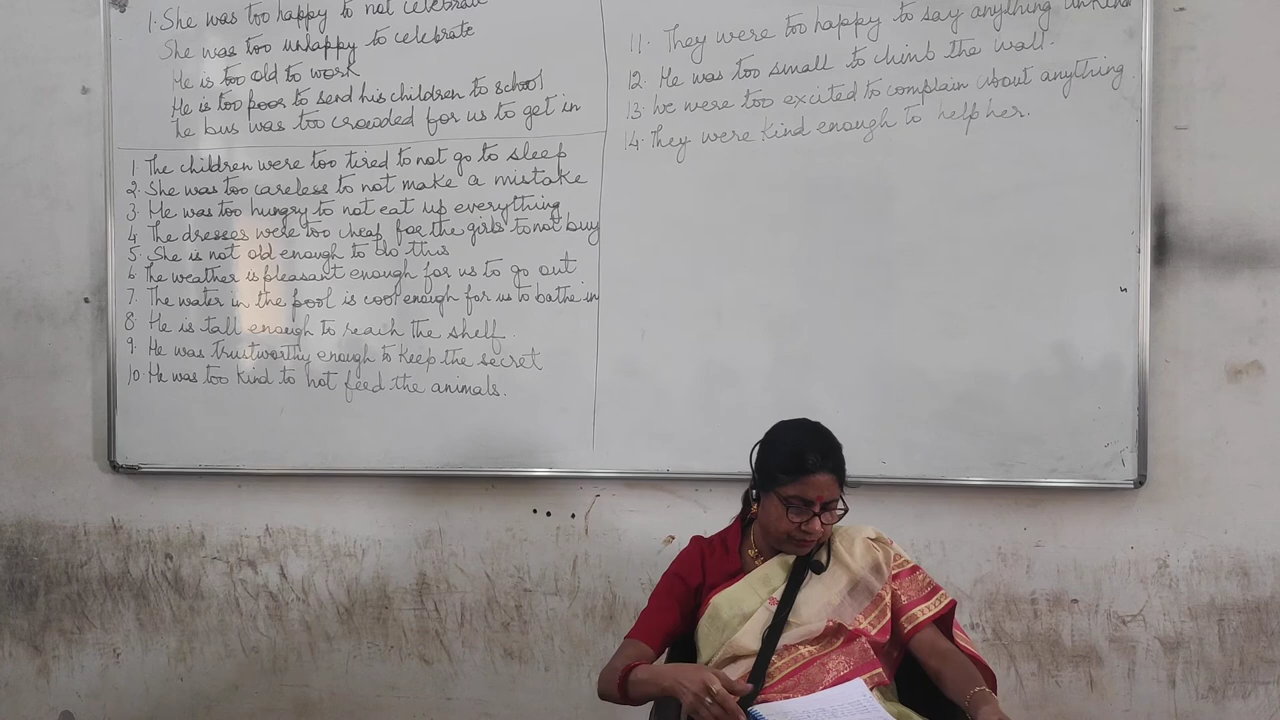 1. She was too happy to not celebrate
She was too unhappy to celebrate
He is too old to work
He is too poor to send his children to school
The bus was too crowded for us to get in
1. The children were too tired to not go to sleep
2. She was too careless to not make a mistake
3. He was too hungry to not eat up everything
4 The dresses were too cheap for the girls to not buy
5. She is not old enough to do this
6. The weather is pleasant enough for us to go out
7. The water in the pool is cool enough for us to bathe in
8. He is tall enough to reach the shelf.
9. He was trustworthy enough to keep the secret
10. He was too kind to not feed the animals.
11. They were too happy to say anything unkind
12. He was too small to climb the wall.
13. We were too excited to complain about anything.
14. They were kind enough to help her.